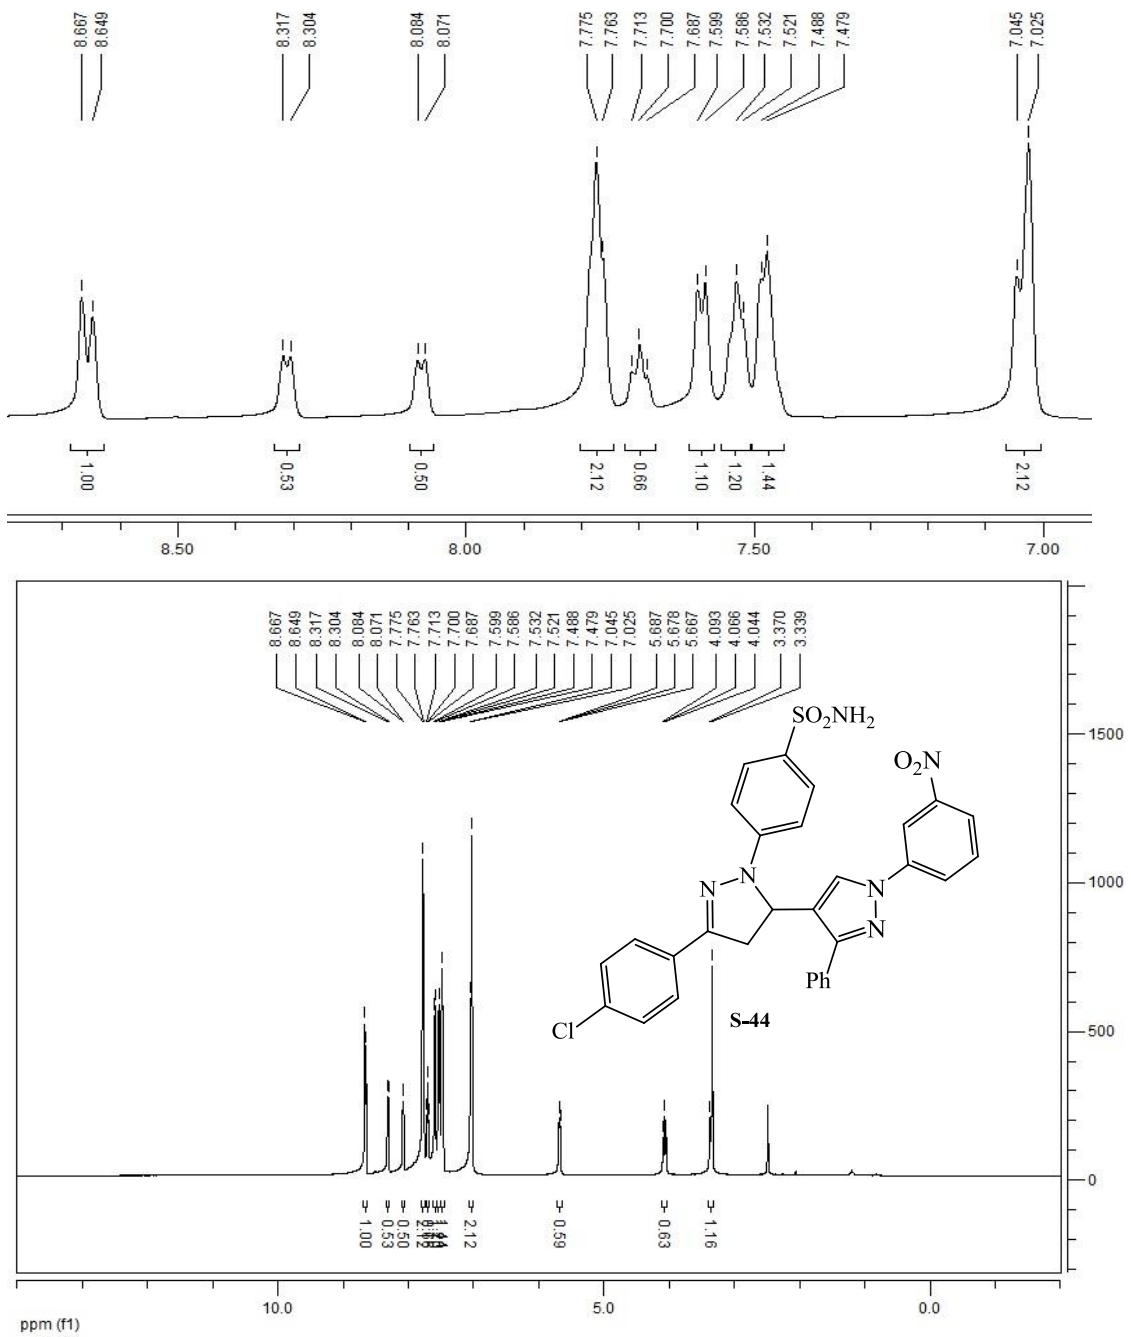 8.667 8.649 8.317 8.304 8.084 8.071 7.775 7.763 7.713 7.700 7.687 7.599 7.586 7.532 7.521 7.488 7.479 7.045 7.025
1.00 0.53 0.50 2.12 0.66 1.10 1.20 1.44 2.12
8.50 8.00 7.50 7.00
8.667 8.649 8.317 8.304 8.084 8.071 7.775 7.763 7.713 7.700 7.687 7.599 7.586 7.532 7.521 7.488 7.479 7.045 7.025 5.687 5.678 5.667 4.093 4.066 4.044 3.370 3.339
SO2NH2
O2N
N
N
N
N
Ph
Cl
S-44
1500
1000
500
0
1.00 0.53 0.50 2.12 2.12 0.59 0.63 1.16
10.0 5.0 0.0
ppm (f1)